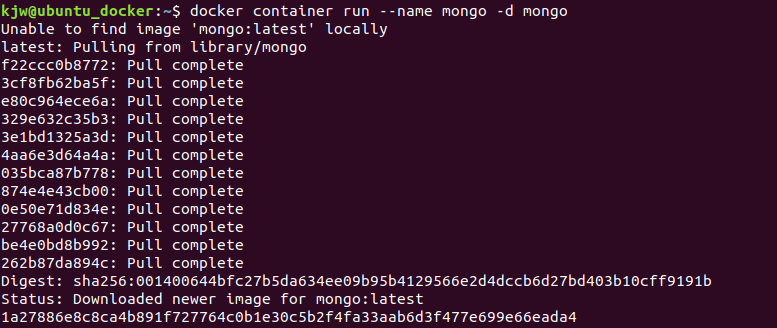 kjw@ubuntu_docker:~$ docker container run --name mongo -d mongo
Unable to find image 'mongo:latest' locally
latest: Pulling from library/mongo
f22ccc0b8772: Pull complete
3cf8fb62ba5f: Pull complete
e80c964ece6a: Pull complete
329e632c35b3: Pull complete
3e1bd1325a3d: Pull complete
4aa6e3d64a4a: Pull complete
035bca87b778: Pull complete
874e4e43cb00: Pull complete
0e50e71d834e: Pull complete
27768a0d0c67: Pull complete
be4e0bd8b992: Pull complete
262b87da894c: Pull complete
Digest: sha256:001400644bfc27b5da634ee09b95b4129566e2d4dccb6d27bd403b10cff9191b
Status: Downloaded newer image for mongo:latest
1a27886e8c8ca4b891f727764c0b1e30c5b2f4fa33aab6d3f477e699e66eada4